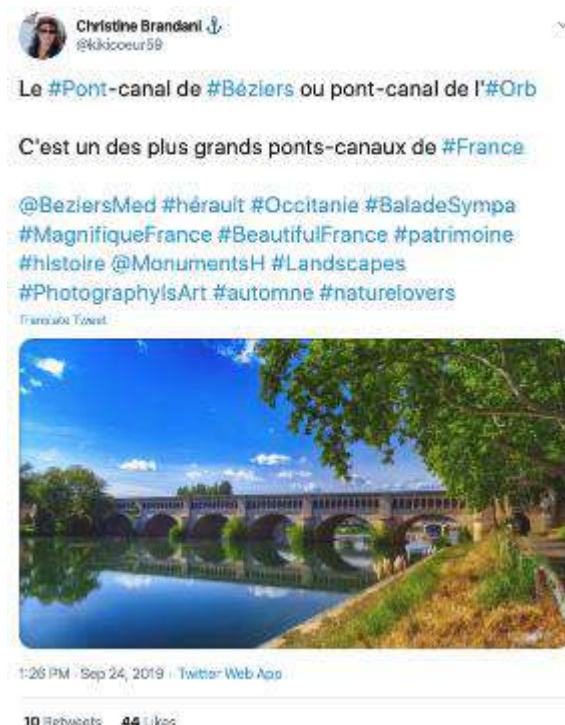 Christine Brandani ⚓
@kikicoeur59
Le #Pont-canal de #Béziers ou pont-canal de l'#Orb
C'est un des plus grands ponts-canaux de #France
@BeziersMed #hérault #Occitanie #BaladeSympa
#MagnifiqueFrance #BeautifulFrance #patrimoine
#histoire @MonumentsH #Landscapes
#PhotographyIsArt #automne #naturelovers
Translate Tweet
1:26 PM · Sep 24, 2019 · Twitter Web App
10 Retweets 44 Likes